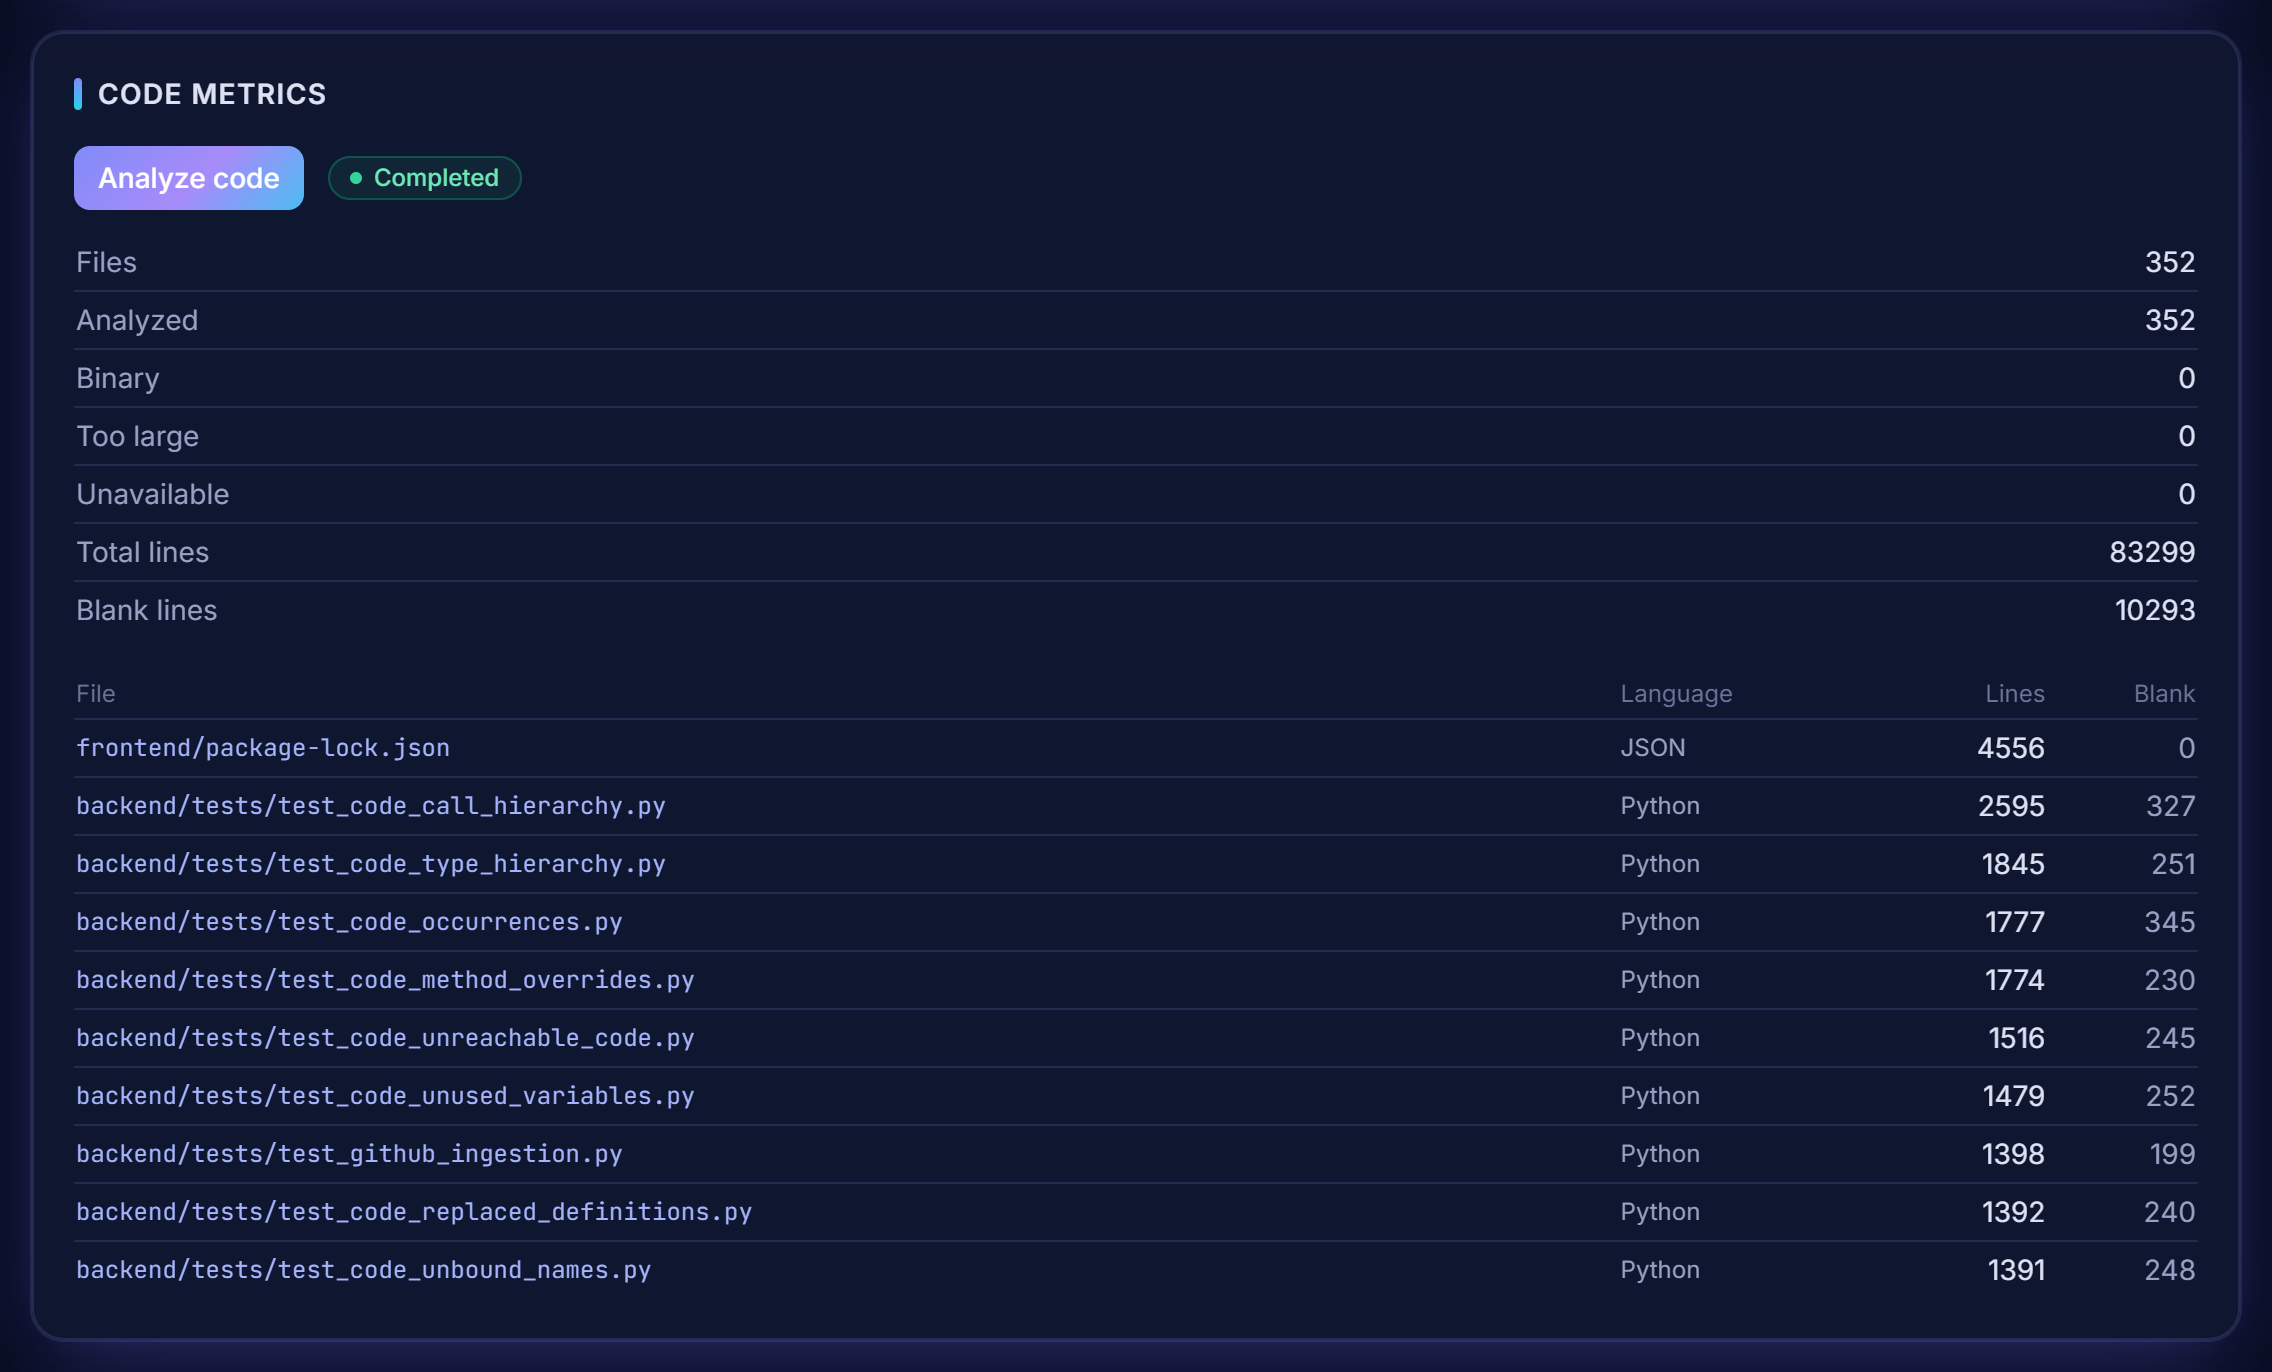 CODE METRICS
Analyze code Completed
Files 352
Analyzed 352
Binary 0
Too large 0
Unavailable 0
Total lines 83299
Blank lines 10293
File Language Lines Blank
frontend/package-lock.json JSON 4556 0
backend/tests/test_code_call_hierarchy.py Python 2595 327
backend/tests/test_code_type_hierarchy.py Python 1845 251
backend/tests/test_code_occurrences.py Python 1777 345
backend/tests/test_code_method_overrides.py Python 1774 230
backend/tests/test_code_unreachable_code.py Python 1516 245
backend/tests/test_code_unused_variables.py Python 1479 252
backend/tests/test_github_ingestion.py Python 1398 199
backend/tests/test_code_replaced_definitions.py Python 1392 240
backend/tests/test_code_unbound_names.py Python 1391 248